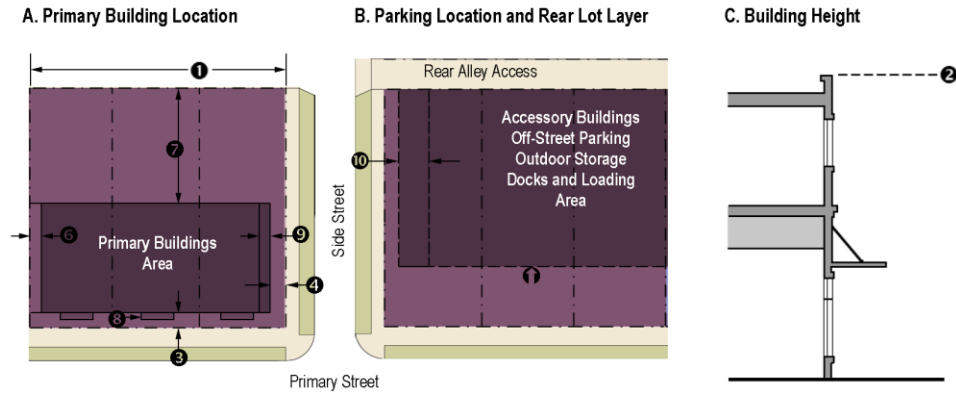 A. Primary Building Location
B. Parking Location and Rear Lot Layer
C. Building Height
1
7
6
Primary Buildings
Area
9
4
8
3
Side Street
Primary Street
Rear Alley Access
Accessory Buildings
Off-Street Parking
Outdoor Storage
Docks and Loading
Area
10
11
2